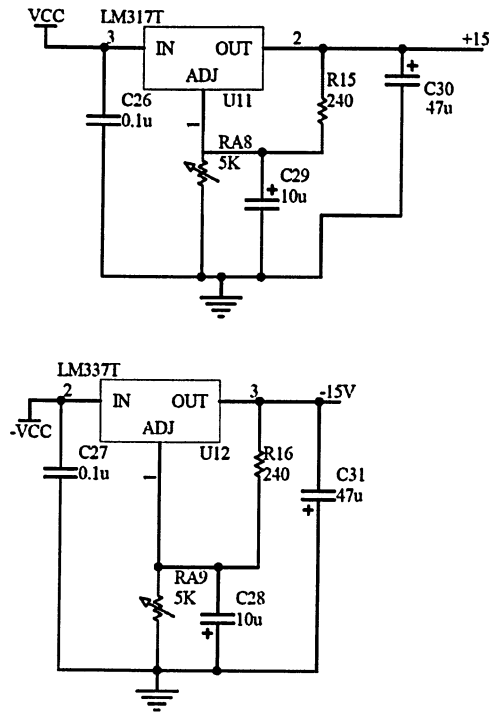 VCC
LM317T
3
IN
OUT
2
+15
ADJ
U11
C26
0.1u
1
RA8
5K
R15
240
C29
+
10u
+
C30
47u
LM337T
2
IN
OUT
3
-15V
-VCC
ADJ
U12
C27
0.1u
1
R16
240
C31
47u
+
RA9
5K
C28
10u
+